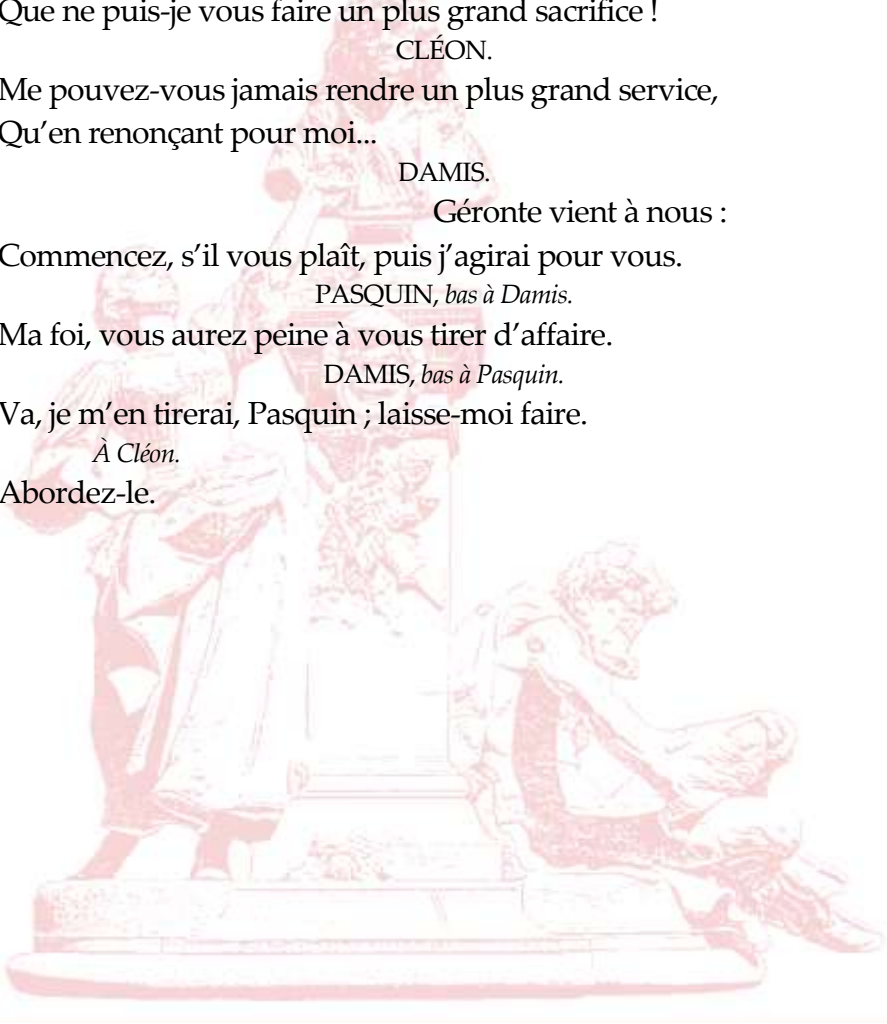 Que ne puis-je vous faire un plus grand sacrifice !
CLÉON.
Me pouvez-vous jamais rendre un plus grand service,
Qu’en renonçant pour moi...
DAMIS.
Géronte vient à nous :
Commencez, s’il vous plaît, puis j’agirai pour vous.
PASQUIN, bas à Damis.
Ma foi, vous aurez peine à vous tirer d’affaire.
DAMIS, bas à Pasquin.
Va, je m’en tirerai, Pasquin ; laisse-moi faire.
À Cléon.
Abordez-le.